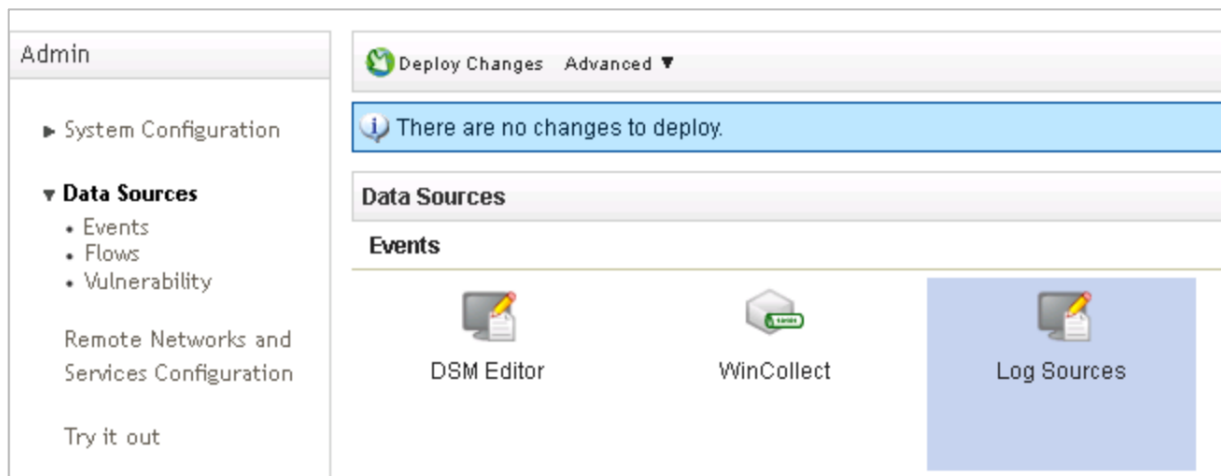 Admin
System Configuration
Data Sources
Events
Flows
Vulnerability
Remote Networks and
Services Configuration
Try it out
Deploy Changes Advanced ▼
There are no changes to deploy.
Data Sources
Events
DSM Editor WinCollect Log Sources